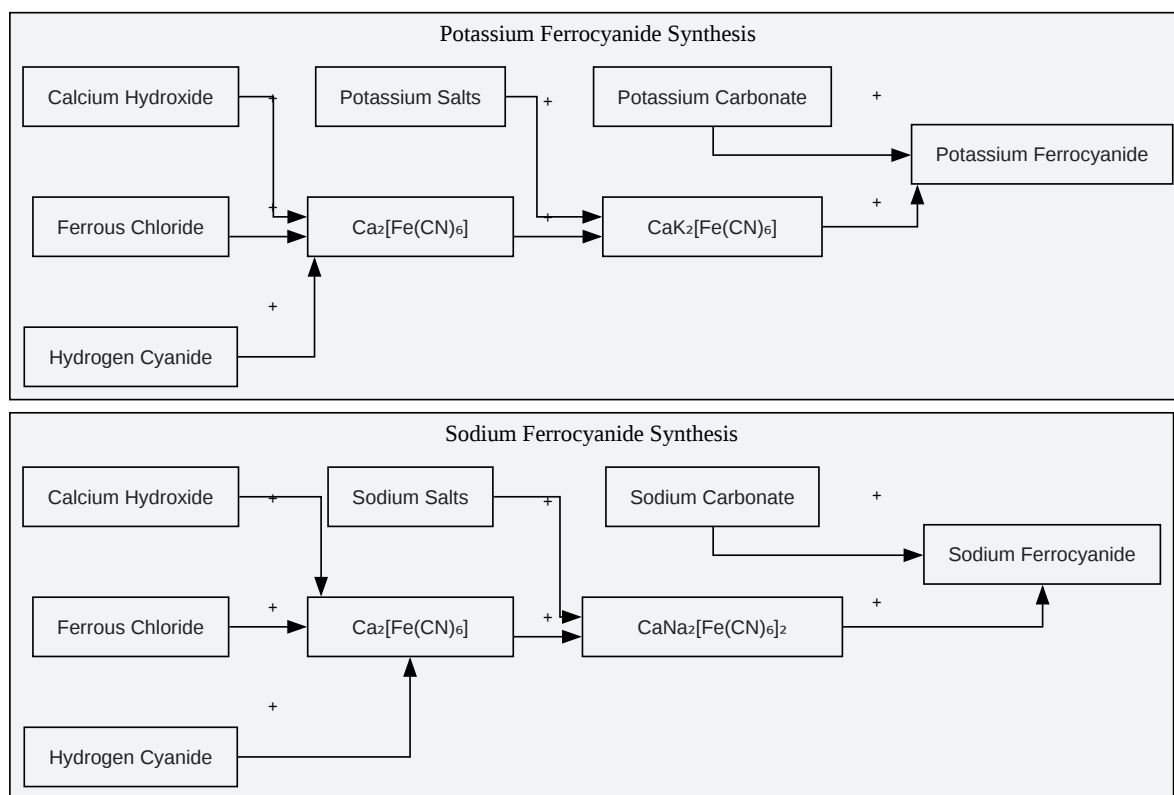 Potassium Ferrocyanide Synthesis
Calcium Hydroxide
+
Potassium Salts
+
Potassium Carbonate
+
Potassium Ferrocyanide
Ferrous Chloride
+
Ca₂[Fe(CN)₆]
+
CaK₂[Fe(CN)₆]
+
+
Hydrogen Cyanide
Sodium Ferrocyanide Synthesis
Calcium Hydroxide
+
Sodium Salts
+
Sodium Carbonate
+
Sodium Ferrocyanide
Ferrous Chloride
+
Ca₂[Fe(CN)₆]
+
CaNa₂[Fe(CN)₆]₂
+
+
Hydrogen Cyanide